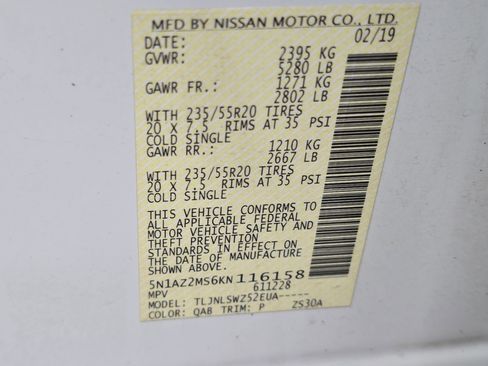 MFD BY NISSAN MOTOR CO., LTD.
DATE: 02/19
GVWR: 2395 KG
5280 LB
GAWR FR.: 1271 KG
2802 LB
WITH 235/55R20 TIRES
20 X 7.5 RIMS AT 35 PSI
COLD SINGLE
GAWR RR.: 1210 KG
2667 LB
WITH 235/55R20 TIRES
20 X 7.5 RIMS AT 35 PSI
COLD SINGLE
THIS VEHICLE CONFORMS TO
ALL APPLICABLE FEDERAL
MOTOR VEHICLE SAFETY AND
THEFT PREVENTION
STANDARDS IN EFFECT ON
THE DATE OF MANUFACTURE
SHOWN ABOVE.
5N1AZ2MS6KN116158
MPV 611228
MODEL: TLJNLSWZ52EUA-----
COLOR: QAB TRIM: P ZS30A